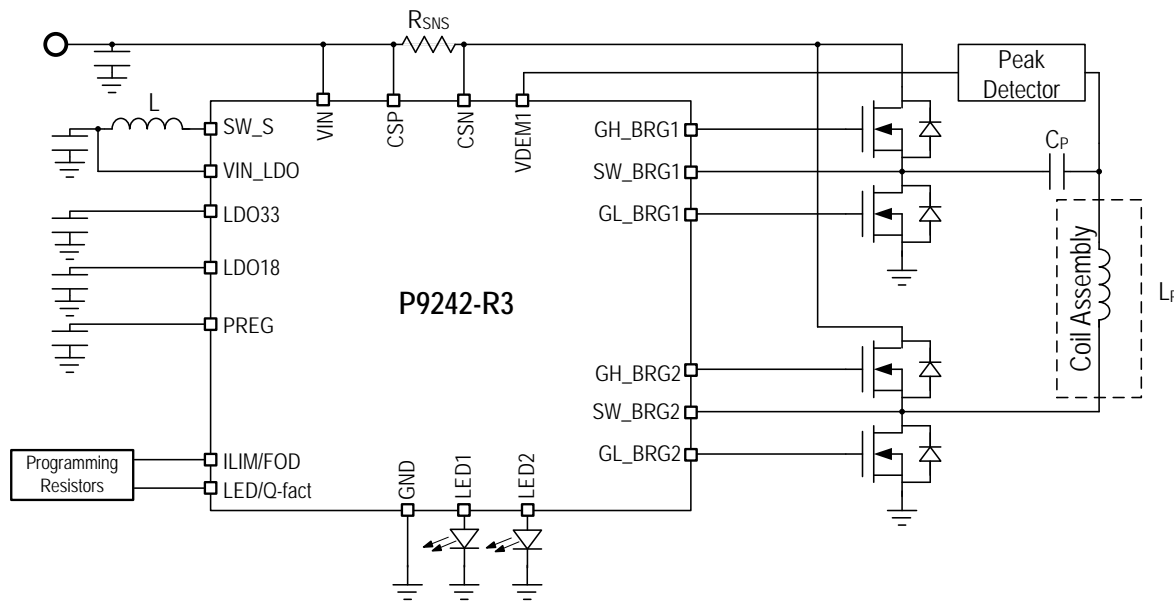 RSNS
Peak
Detector
L
SW_S
VIN
CSP
CSN
VDEM1
GH_BRG1
CP
VIN_LDO
SW_BRG1
LDO33
GL_BRG1
LDO18
Coil Assembly
P9242-R3
PREG
GH_BRG2
SW_BRG2
Programming
Resistors
ILIM/FOD
GL_BRG2
LED/Q-fact
GND
LED1
LED2